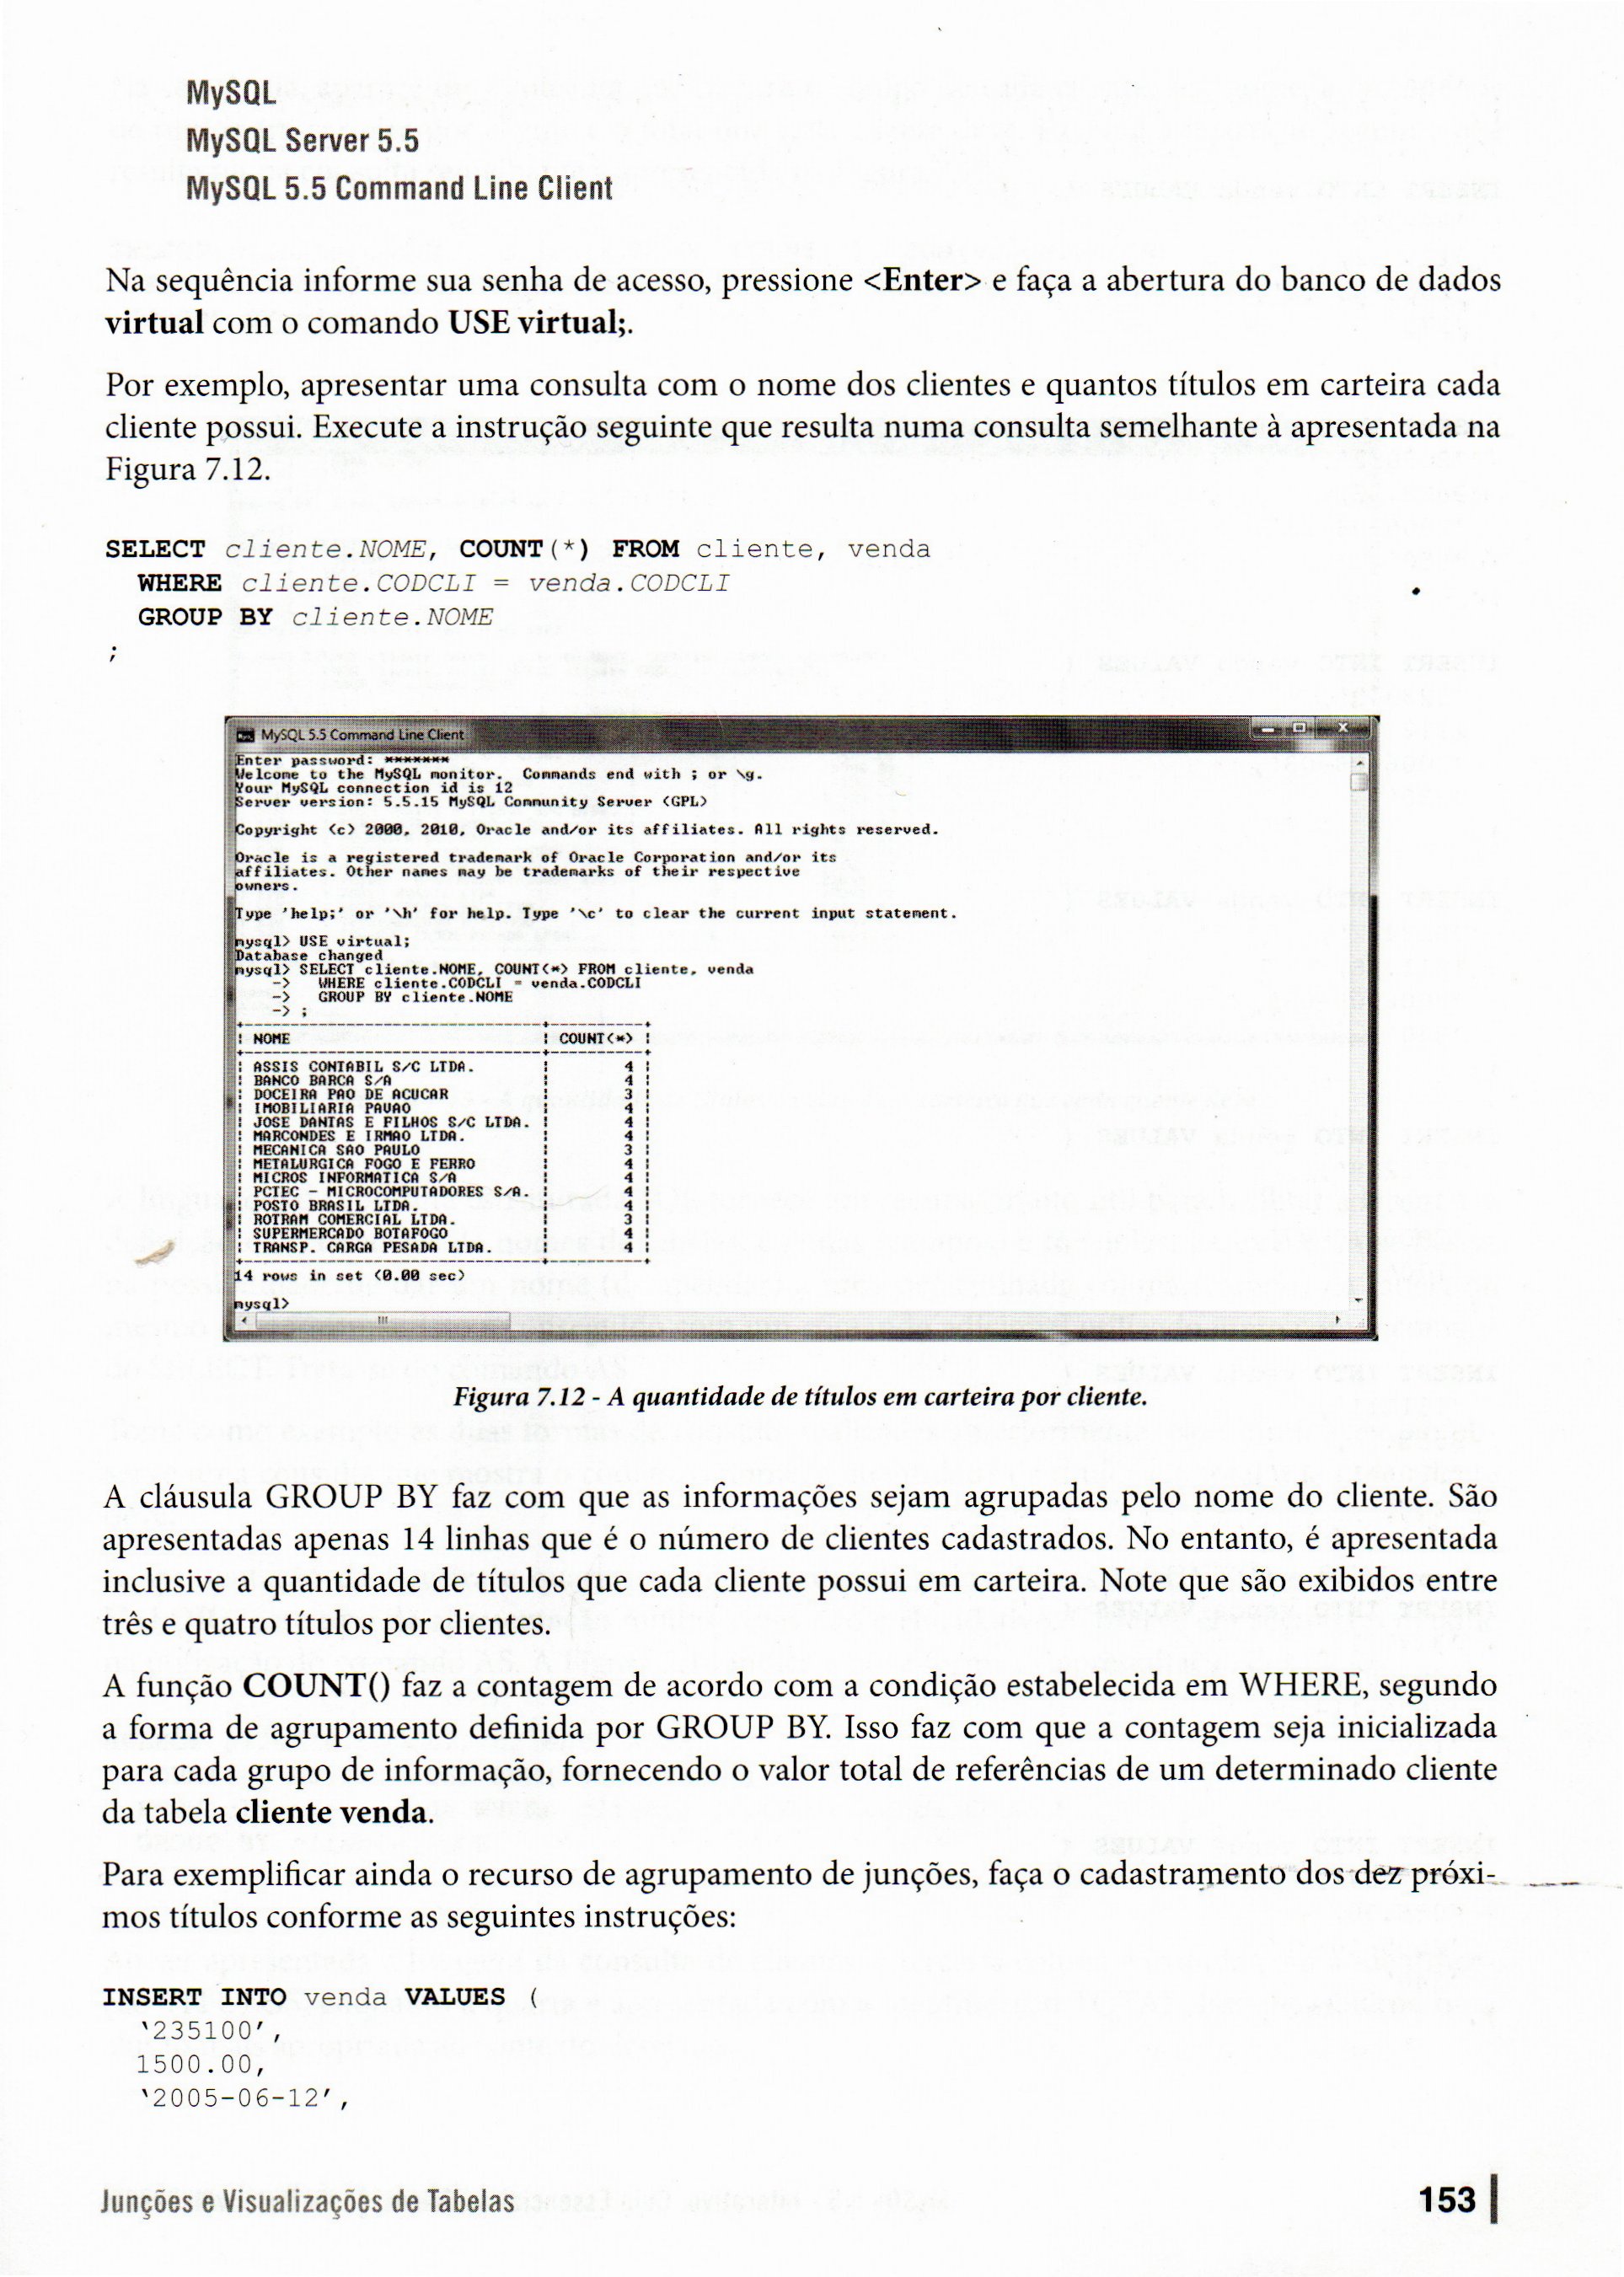 MySQL
MySQL Server 5.5
MySQL 5.5 Command Line Client
Na sequência informe sua senha de acesso, pressione <Enter> e faça a abertura do banco de dados
virtual com o comando USE virtual;.
Por exemplo, apresentar uma consulta com o nome dos clientes e quantos títulos em carteira cada
cliente possui. Execute a instrução seguinte que resulta numa consulta semelhante à apresentada na
Figura 7.12.
SELECT cliente.NOME, COUNT(*) FROM cliente, venda
WHERE cliente.CODCLI = venda.CODCLI
GROUP BY cliente.NOME
;
MySQL 5.5 Command Line Client
Enter password: *******
Welcome to the MySQL monitor. Commands end with ; or \g.
Your MySQL connection id is 12
Server version: 5.5.15 MySQL Community Server (GPL)
Copyright (c) 2000, 2010, Oracle and/or its affiliates. All rights reserved.
Oracle is a registered trademark of Oracle Corporation and/or its
affiliates. Other names may be trademarks of their respective
owners.
Type 'help;' or '\h' for help. Type '\c' to clear the current input statement.
mysql> USE virtual;
Database changed
mysql> SELECT cliente.NOME, COUNT(*) FROM cliente, venda
-> WHERE cliente.CODCLI = venda.CODCLI
-> GROUP BY cliente.NOME
-> ;
| NOME | COUNT(*) |
| ASSIS CONTABIL S/C LTDA. | 4 |
| BANCO BARCA S/A | 4 |
| DOCEIRA PAO DE ACUCAR | 3 |
| IMOBILIARIA PAVAO | 4 |
| JOSE DANTAS E FILHOS S/C LTDA. | 4 |
| MARCONDES E IRMAO LTDA. | 4 |
| MECANICA SAO PAULO | 3 |
| METALURGICA FOGO E FERRO | 4 |
| MICROS INFORMATICA S/A | 4 |
| PCTEC - MICROCOMPUTADORES S/A. | 4 |
| POSTO BRASIL LTDA. | 4 |
| ROTRAM COMERCIAL LTDA. | 3 |
| SUPERMERCADO BOTAFOGO | 4 |
| TRANSP. CARGA PESADA LTDA. | 4 |
14 rows in set (0.00 sec)
mysql>
Figura 7.12 - A quantidade de títulos em carteira por cliente.
A cláusula GROUP BY faz com que as informações sejam agrupadas pelo nome do cliente. São
apresentadas apenas 14 linhas que é o número de clientes cadastrados. No entanto, é apresentada
inclusive a quantidade de títulos que cada cliente possui em carteira. Note que são exibidos entre
três e quatro títulos por clientes.
A função COUNT() faz a contagem de acordo com a condição estabelecida em WHERE, segundo
a forma de agrupamento definida por GROUP BY. Isso faz com que a contagem seja inicializada
para cada grupo de informação, fornecendo o valor total de referências de um determinado cliente
da tabela cliente venda.
Para exemplificar ainda o recurso de agrupamento de junções, faça o cadastramento dos dez próxi-
mos títulos conforme as seguintes instruções:
INSERT INTO venda VALUES (
‘235100’,
1500.00,
‘2005-06-12’,
Junções e Visualizações de Tabelas
153